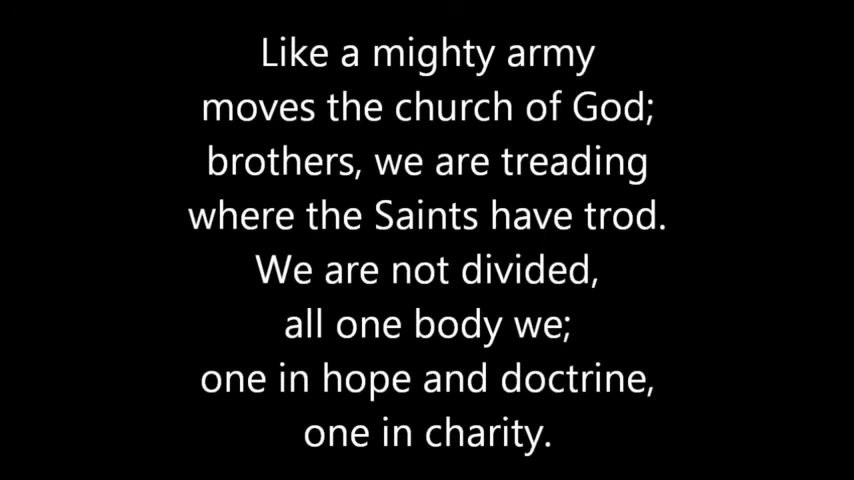 Like a mighty army
moves the church of God;
brothers, we are treading
where the Saints have trod.
We are not divided,
all one body we;
one in hope and doctrine,
one in charity.